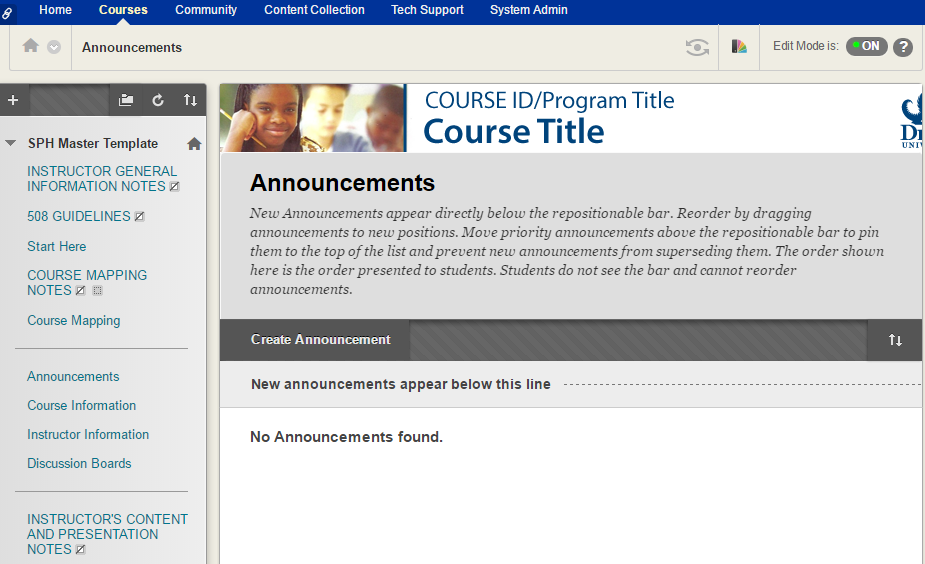 Home Courses Community Content Collection Tech Support System Admin
Announcements
Edit Mode is: ON ?
SPH Master Template
INSTRUCTOR GENERAL
INFORMATION NOTES
508 GUIDELINES
Start Here
COURSE MAPPING
NOTES
Course Mapping
Announcements
Course Information
Instructor Information
Discussion Boards
INSTRUCTOR'S CONTENT
AND PRESENTATION
NOTES
COURSE ID/Program Title
Course Title
Announcements
New Announcements appear directly below the repositionable bar. Reorder by dragging
announcements to new positions. Move priority announcements above the repositionable bar to pin
them to the top of the list and prevent new announcements from superseding them. The order shown
here is the order presented to students. Students do not see the bar and cannot reorder
announcements.
Create Announcement
New announcements appear below this line
No Announcements found.